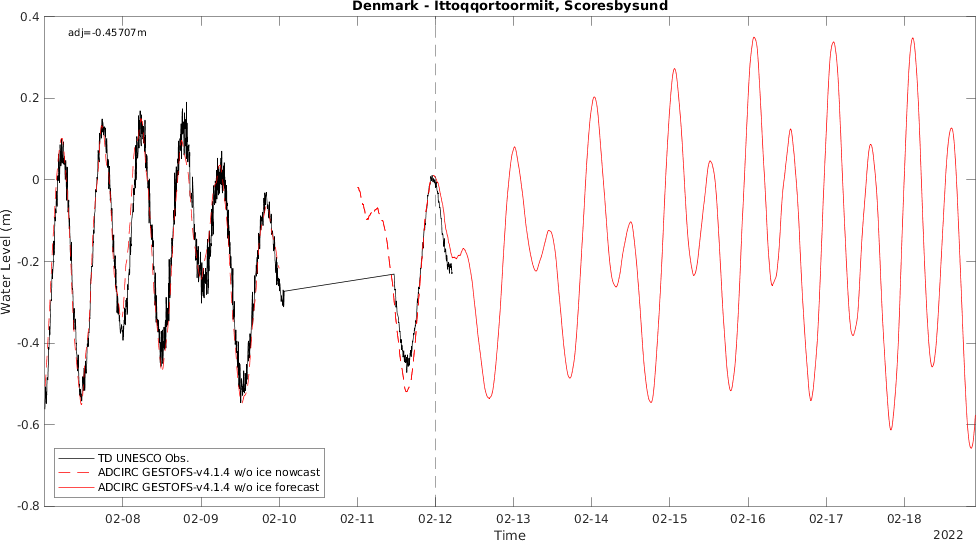 Denmark - Ittoqqortoormiit, Scoresbysund
adj=-0.45707m
0.4
0.2
0
-0.2
-0.4
-0.6
-0.8
Water Level (m)
TD UNESCO Obs.
ADCIRC GESTOFS-v4.1.4 w/o ice nowcast
ADCIRC GESTOFS-v4.1.4 w/o ice forecast
02-08 02-09 02-10 02-11 02-12 02-13 02-14 02-15 02-16 02-17 02-18
Time
2022